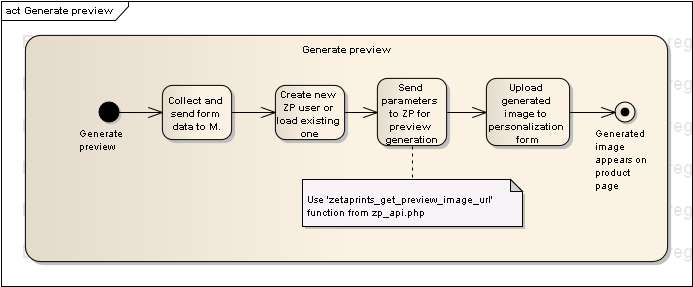 act Generate preview
Generate preview
Generate
preview
Collect and
send form
data to M.
Create new
ZP user or
load existing
one
Send
parameters
to ZP for
preview
generation
Upload
generated
image to
personalization
form
Generated
image
appears on
product
page
Use 'zetaprints_get_preview_image_url'
function from zp_api.php